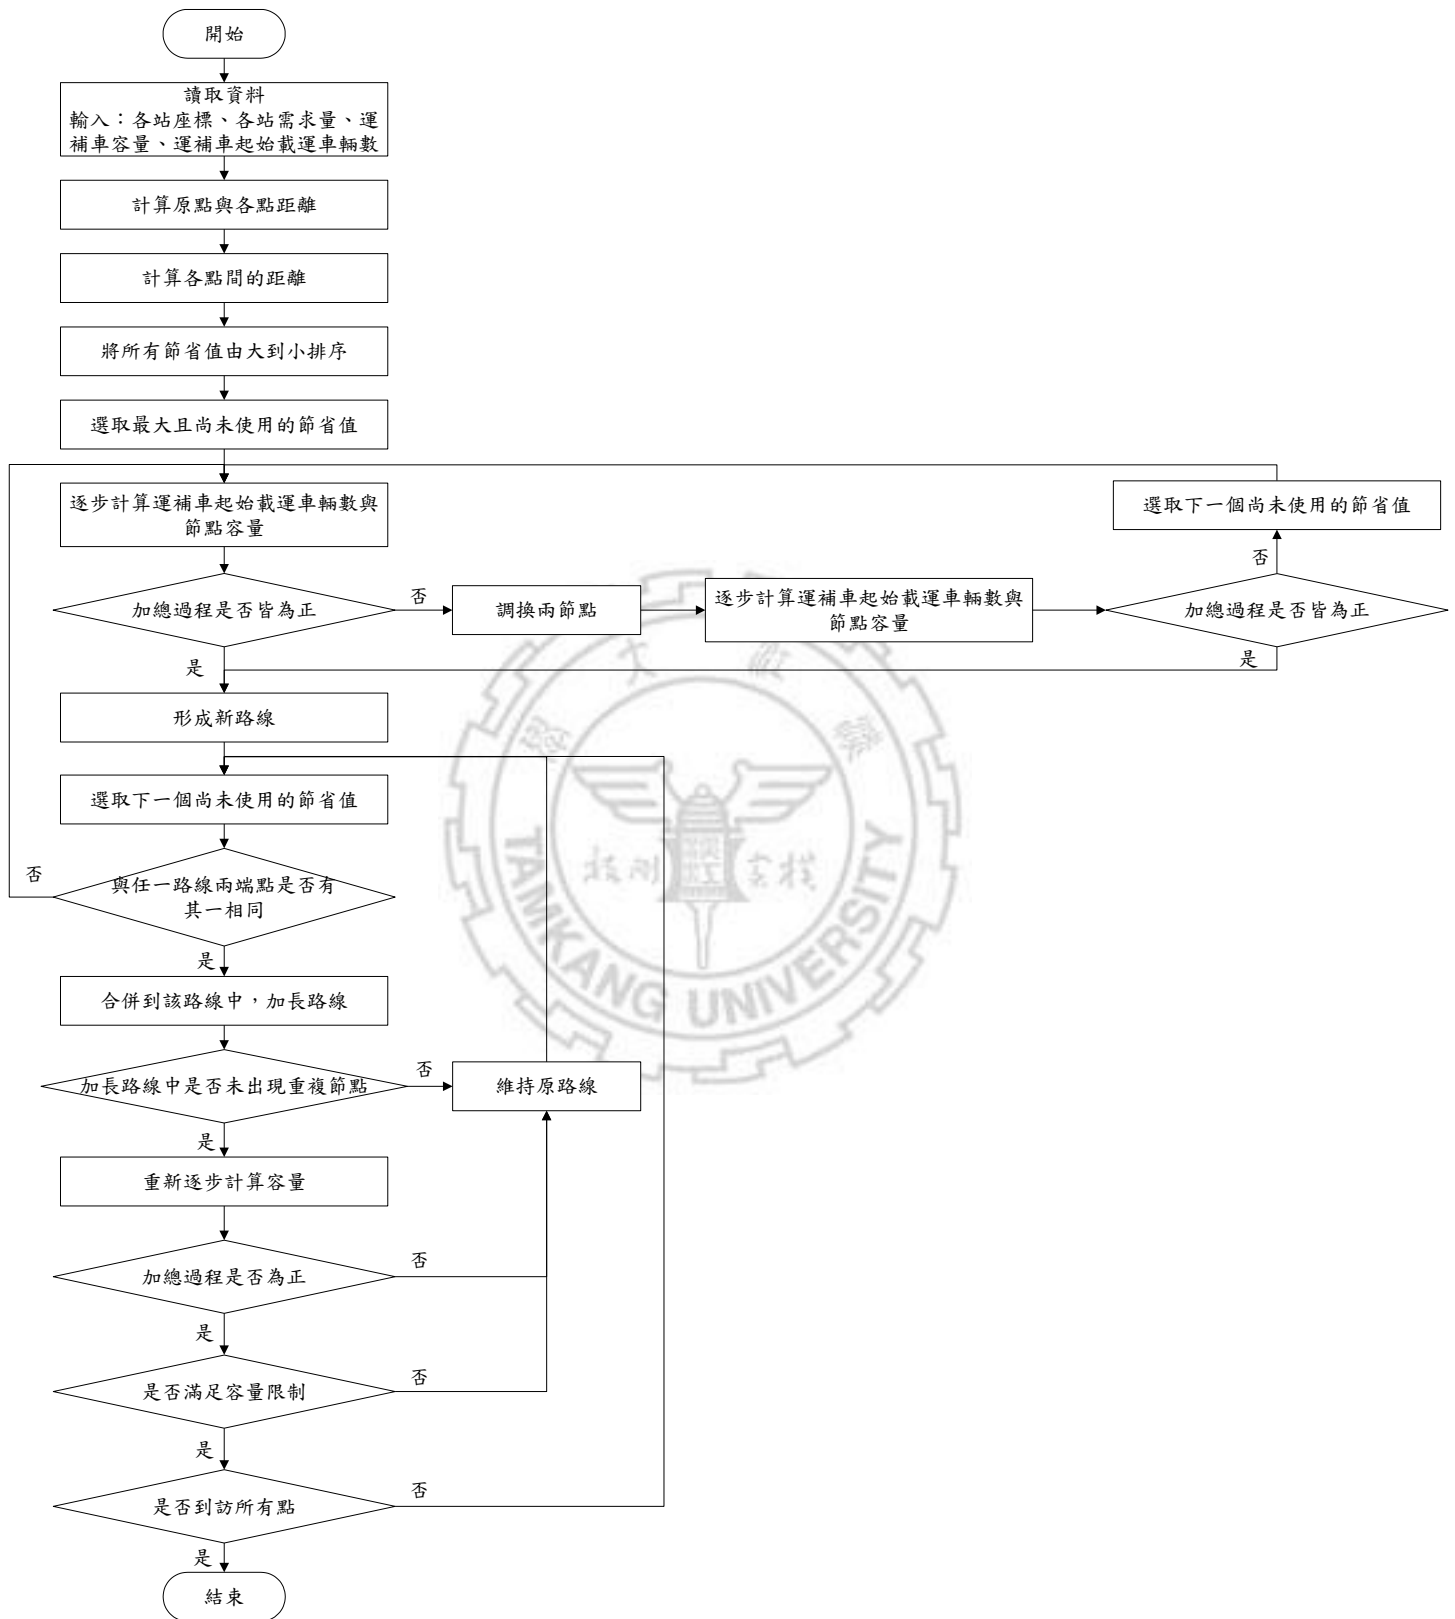 開始
讀取資料
輸入：各站座標、各站需求量、運
補車容量、運補車起始載運車輛數
計算原點與各點距離
計算各點間的距離
將所有節省值由大到小排序
選取最大且尚未使用的節省值
逐步計算運補車起始載運車輛數與
節點容量
選取下一個尚未使用的節省值
否
加總過程是否皆為正
否
調換兩節點
逐步計算運補車起始載運車輛數與
節點容量
加總過程是否皆為正
是
是
形成新路線
選取下一個尚未使用的節省值
否
與任一路線兩端點是否有
其一相同
是
合併到該路線中，加長路線
加長路線中是否未出現重複節點
否
維持原路線
是
重新逐步計算容量
加總過程是否為正
否
是
是否滿足容量限制
否
是
是否到訪所有點
否
是
結束
TAMKANG UNIVERSITY